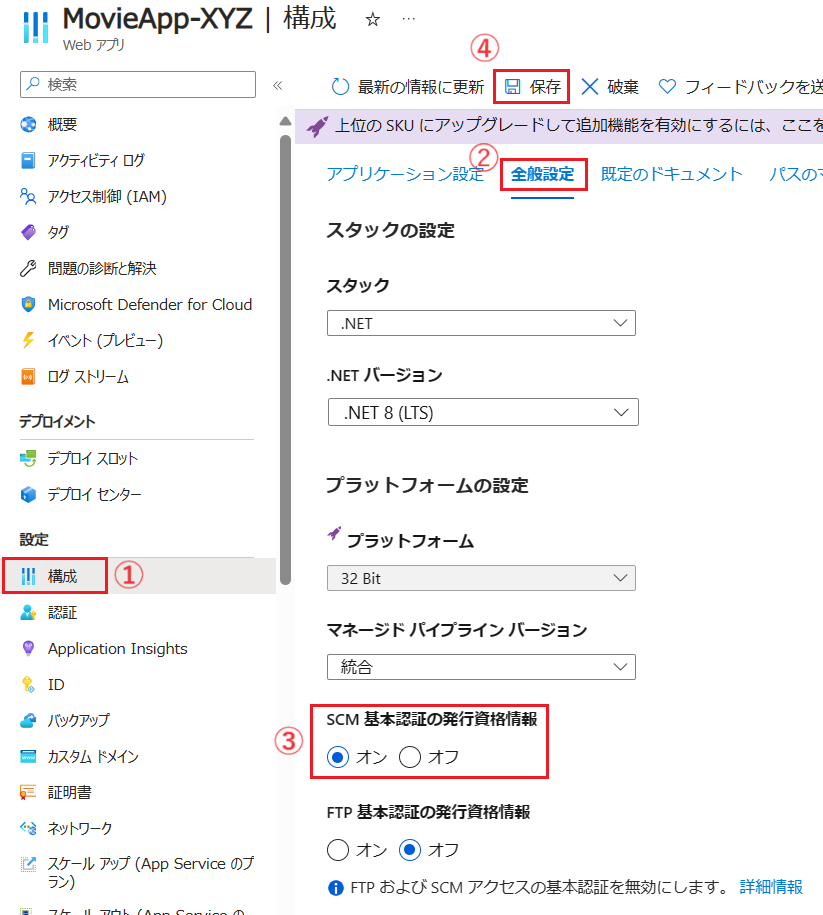 MovieApp-XYZ | 構成 ☆ …
Web アプリ
④
検索 «
最新の情報に更新 保存 破棄 フィードバックを送
上位の SKU にアップグレードして追加機能を有効にするには、ここを
②
アプリケーション設定 全般設定 既定のドキュメント パスのマ
概要
アクティビティ ログ
アクセス制御 (IAM)
タグ
問題の診断と解決
Microsoft Defender for Cloud
イベント (プレビュー)
ログ ストリーム
デプロイメント
デプロイ スロット
デプロイ センター
設定
構成 ①
認証
Application Insights
ID
バックアップ
カスタム ドメイン
証明書
ネットワーク
スケール アップ (App Service のプ
ラン)
スケール アウト (App Service の
スタックの設定
スタック
.NET
.NET バージョン
.NET 8 (LTS)
プラットフォームの設定
プラットフォーム
32 Bit
マネージド パイプライン バージョン
統合
SCM 基本認証の発行資格情報
③
オン オフ
FTP 基本認証の発行資格情報
オン オフ
FTP および SCM アクセスの基本認証を無効にします。 詳細情報